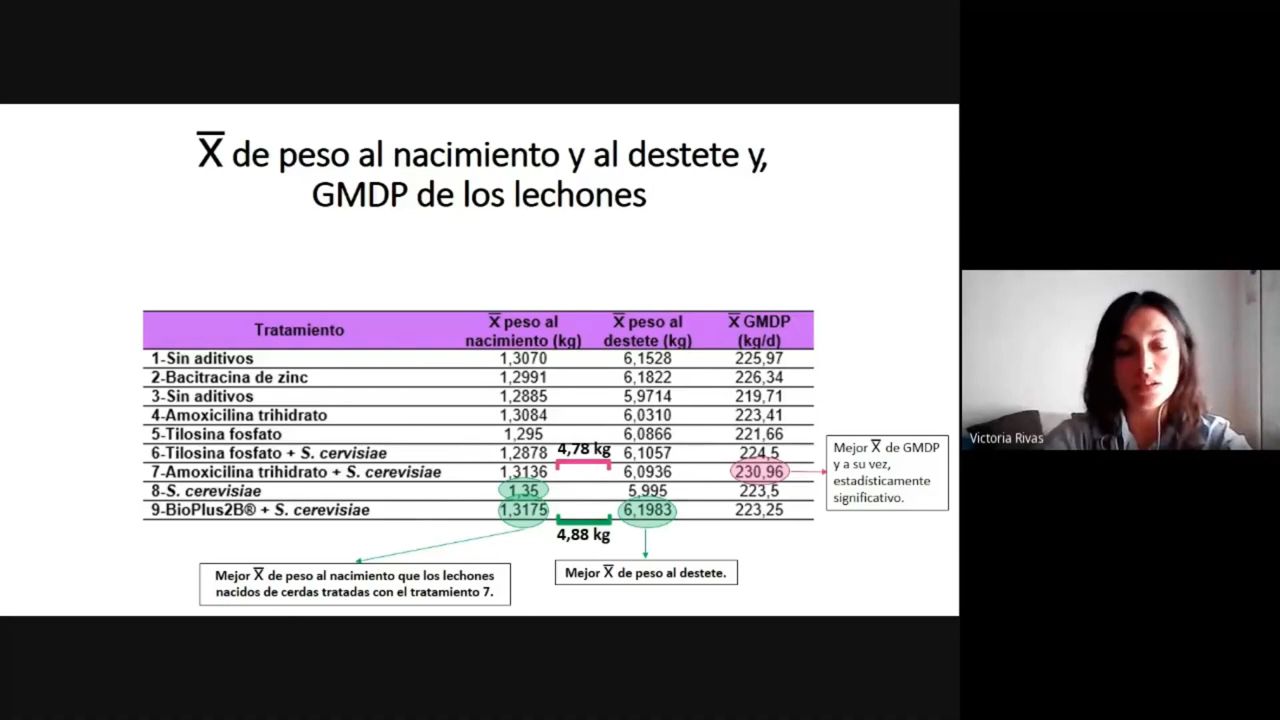 X̅ de peso al nacimiento y al destete y,
GMDP de los lechones
Tratamiento X̅ peso al nacimiento (kg) X̅ peso al destete (kg) X̅ GMDP (kg/d)
1-Sin aditivos 1,3070 6,1528 225,97
2-Bacitracina de zinc 1,2991 6,1822 226,34
3-Sin aditivos 1,2885 5,9714 219,71
4-Amoxicilina trihidrato 1,3084 6,0310 223,41
5-Tilosina fosfato 1,295 6,0866 221,66
6-Tilosina fosfato + S. cervisiae 1,2878 6,1057 224,5
4,78 kg
7-Amoxicilina trihidrato + S. cerevisiae 1,3136 6,0936 230,96
8-S. cerevisiae 1,35 5,995 223,5
9-BioPlus2B® + S. cerevisiae 1,3175 6,1983 223,25
4,88 kg
Mejor X̅ de GMDP
y a su vez,
estadísticamente
significativo.
Mejor X̅ de peso al nacimiento que los lechones
nacidos de cerdas tratadas con el tratamiento 7.
Mejor X̅ de peso al destete.
Victoria Rivas